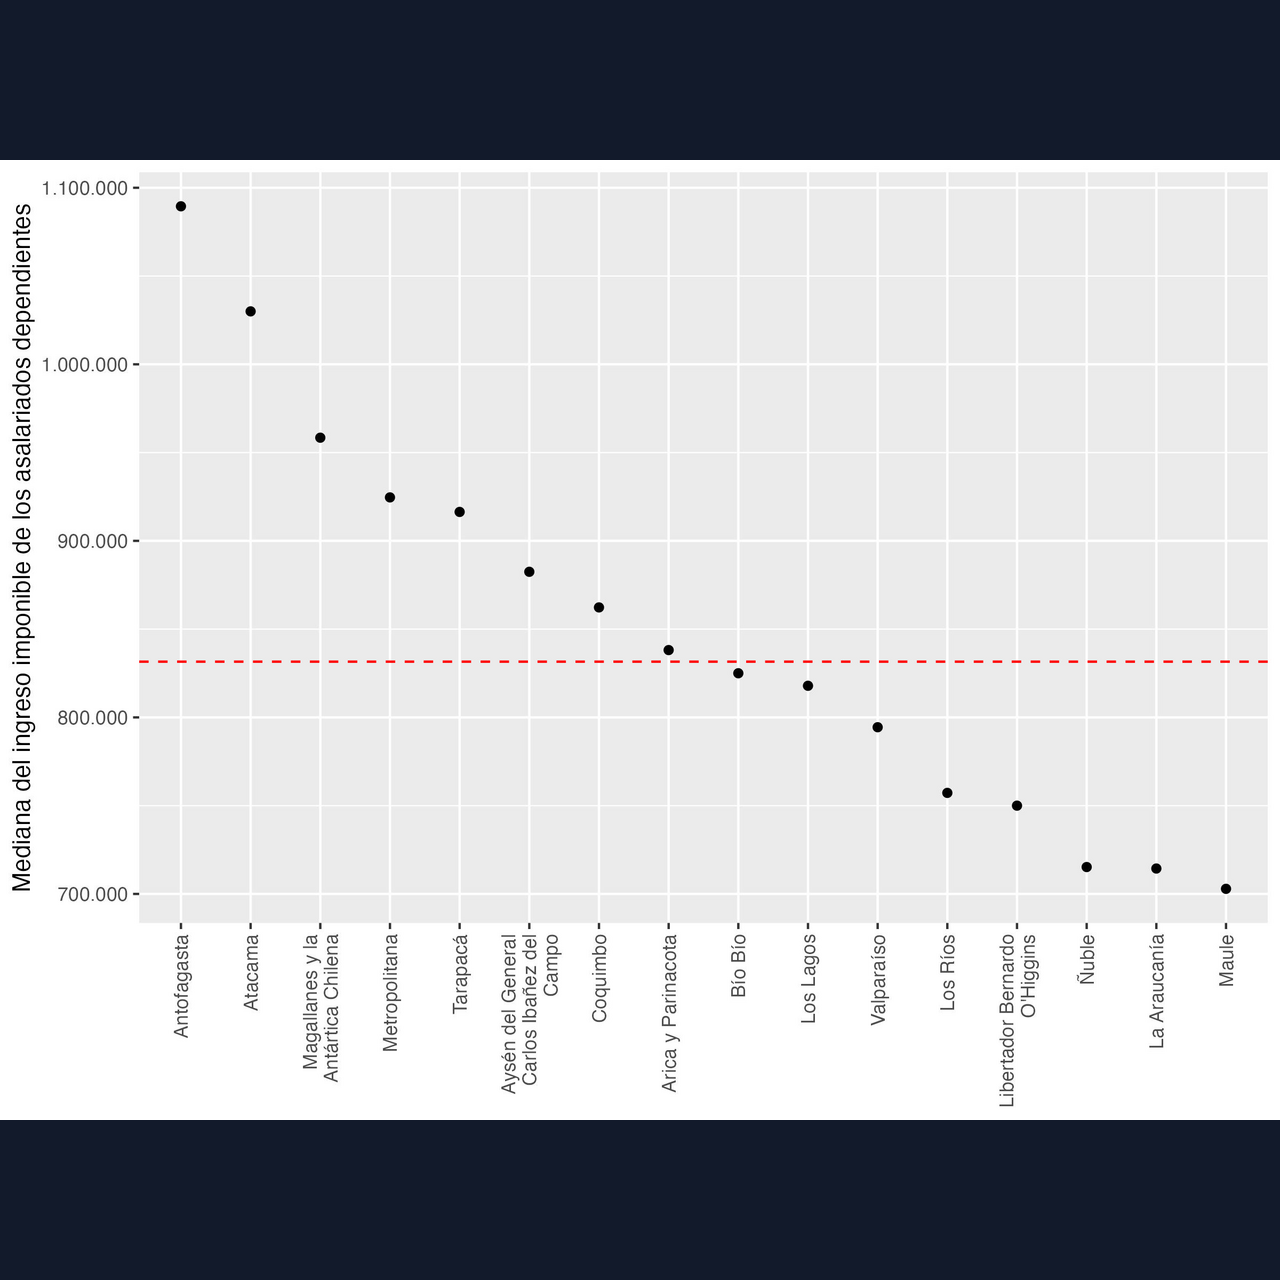 Mediana del ingreso imponible de los asalariados dependientes
1.100.000
1.000.000
900.000
800.000
700.000
Antofagasta
Atacama
Magallanes y la
Antártica Chilena
Metropolitana
Tarapacá
Aysén del General
Carlos Ibañez del
Campo
Coquimbo
Arica y Parinacota
Bío Bío
Los Lagos
Valparaíso
Los Ríos
Libertador Bernardo
O'Higgins
Ñuble
La Araucanía
Maule